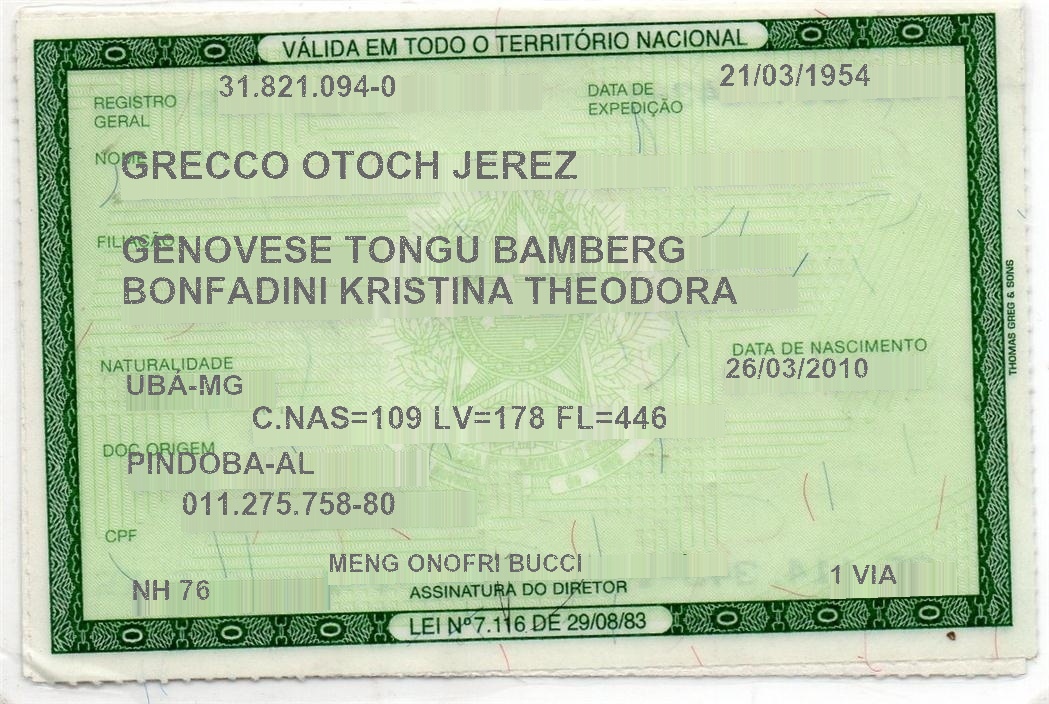 VÁLIDA EM TODO O TERRITÓRIO NACIONAL
REGISTRO GERAL 31.821.094-0 DATA DE EXPEDIÇÃO 21/03/1954
NOME
GRECCO OTOCH JEREZ
FILIAÇÃO
GENOVESE TONGU BAMBERG
BONFADINI KRISTINA THEODORA
NATURALIDADE DATA DE NASCIMENTO
UBÁ-MG 26/03/2010
C.NAS=109 LV=178 FL=446
DOC ORIGEM
PINDOBA-AL
011.275.758-80
CPF
MENG ONOFRI BUCCI
NH 76 ASSINATURA DO DIRETOR 1 VIA
LEI Nº 7.116 DE 29/08/83
THOMAS GREG & SONS